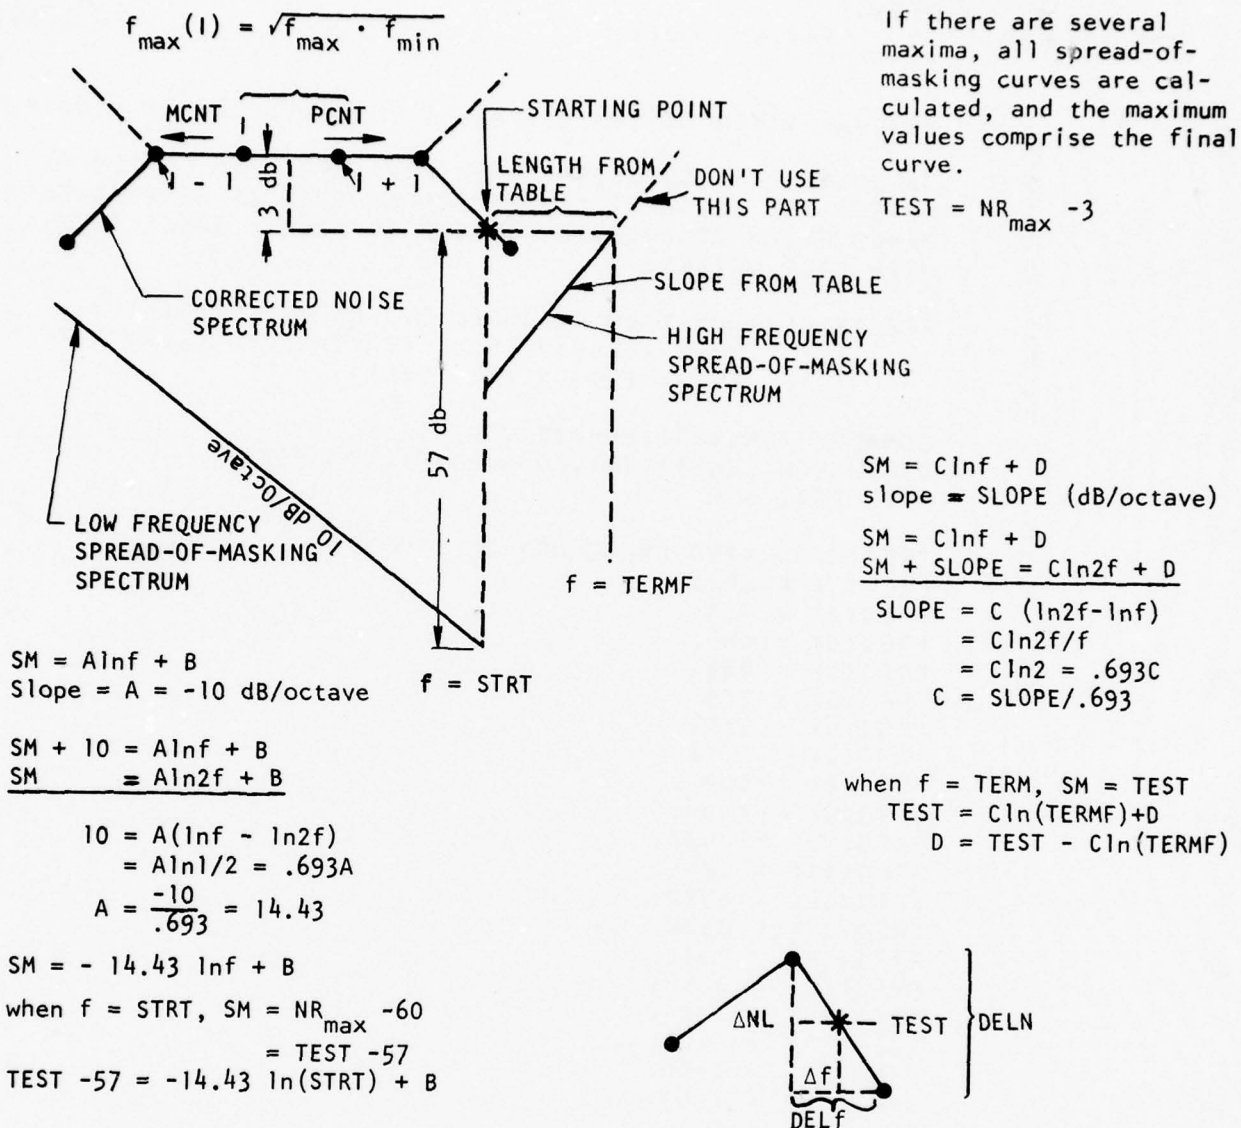 f_max(I) = √f_max · f_min
If there are several
maxima, all spread-of-
masking curves are cal-
culated, and the maximum
values comprise the final
curve.
TEST = NR_max -3
MCNT
I
PCNT
I - 1
I + 1
3 db
STARTING POINT
LENGTH FROM
TABLE
DON'T USE
THIS PART
CORRECTED NOISE
SPECTRUM
SLOPE FROM TABLE
HIGH FREQUENCY
SPREAD-OF-MASKING
SPECTRUM
57 db
10 dB/Octave
LOW FREQUENCY
SPREAD-OF-MASKING
SPECTRUM
f = TERMF
f = STRT
SM = Alnf + B
Slope = A = -10 dB/octave
SM + 10 = Alnf + B
SM = Aln2f + B
10 = A(lnf - ln2f)
= Aln1/2 = .693A
A = -10/.693 = 14.43
SM = - 14.43 lnf + B
when f = STRT, SM = NR_max -60
= TEST -57
TEST -57 = -14.43 ln(STRT) + B
SM = Clnf + D
slope = SLOPE (dB/octave)
SM = Clnf + D
SM + SLOPE = Cln2f + D
SLOPE = C (ln2f-lnf)
= Cln2f/f
= Cln2 = .693C
C = SLOPE/.693
when f = TERM, SM = TEST
TEST = Cln(TERMF)+D
D = TEST - Cln(TERMF)
ΔNL
TEST
DELN
Δf
DELf